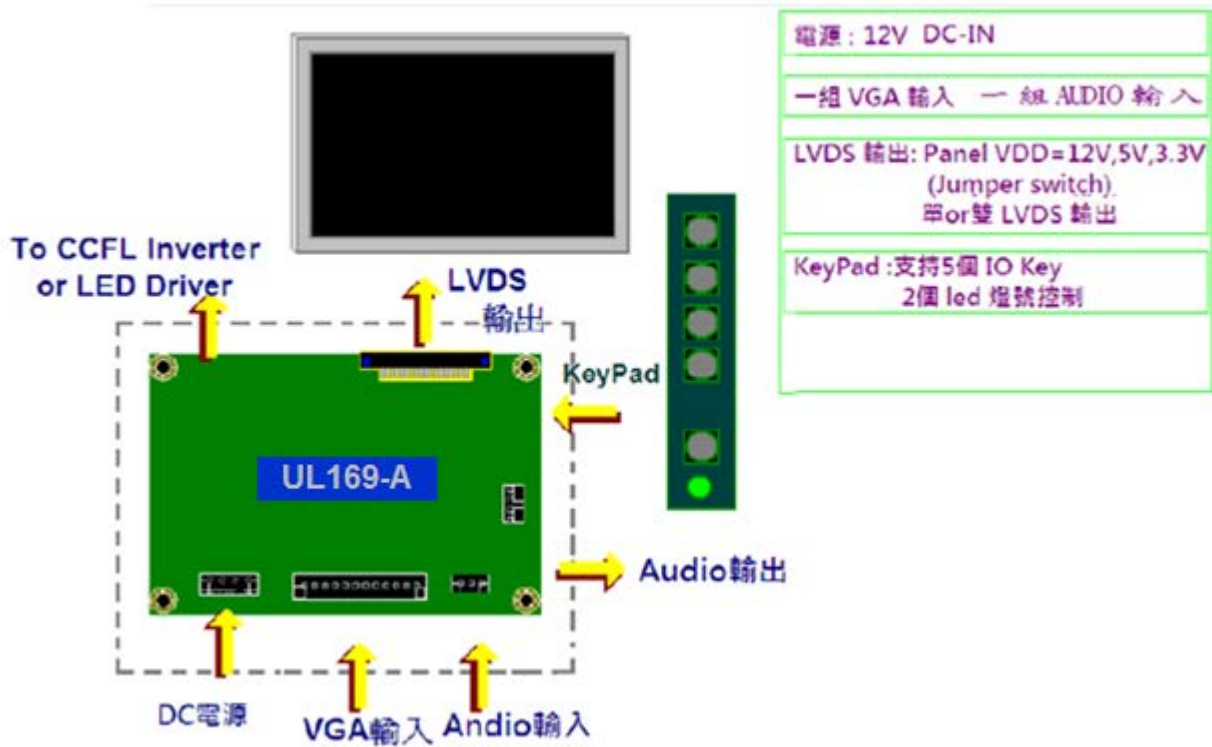 電源 : 12V DC-IN
一組 VGA 輸入 一組 AUDIO 輸入
LVDS 輸出: Panel VDD=12V,5V,3.3V
(Jumper switch)
單or雙 LVDS 輸出
KeyPad :支持5個 IO Key
2個 led 燈號控制
To CCFL Inverter
or LED Driver
LVDS
輸出
KeyPad
UL169-A
Audio輸出
DC電源
VGA輸入
Andio輸入